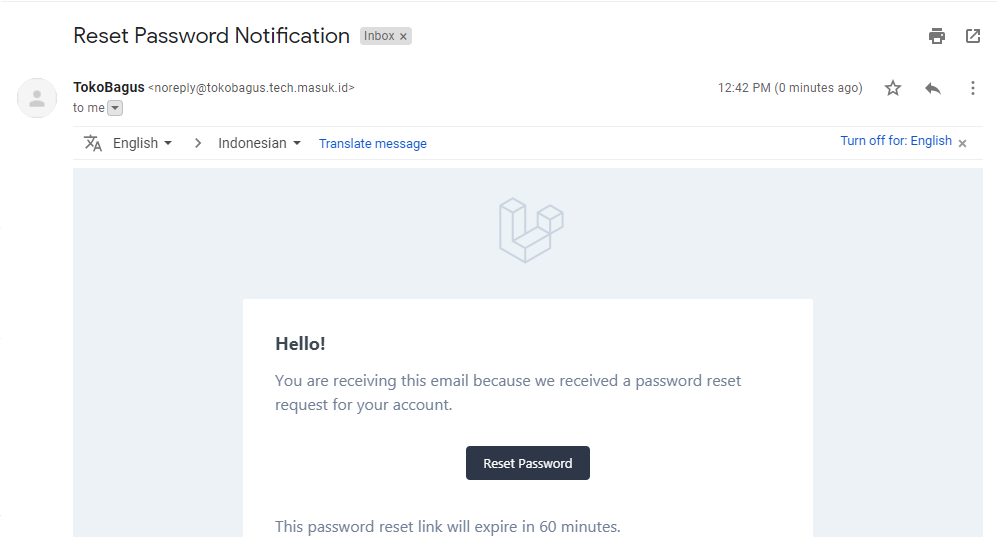 Reset Password Notification Inbox ×
TokoBagus <noreply@tokobagus.tech.masuk.id> 12:42 PM (0 minutes ago)
to me
English > Indonesian Translate message Turn off for: English ×
Hello!
You are receiving this email because we received a password reset
request for your account.
Reset Password
This password reset link will expire in 60 minutes.